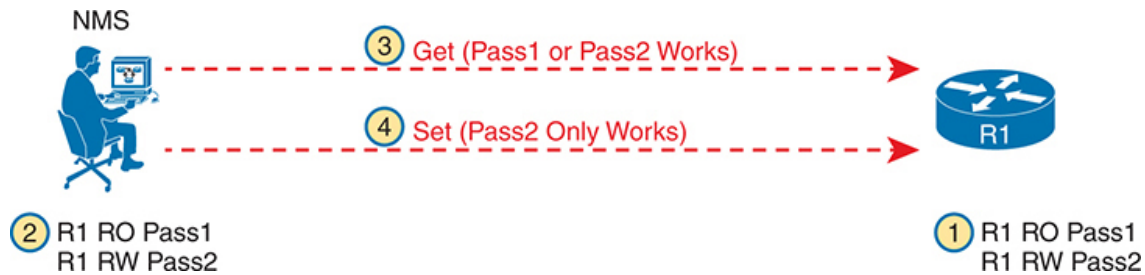 NMS
3 Get (Pass1 or Pass2 Works)
4 Set (Pass2 Only Works)
R1
2 R1 RO Pass1
R1 RW Pass2
1 R1 RO Pass1
R1 RW Pass2